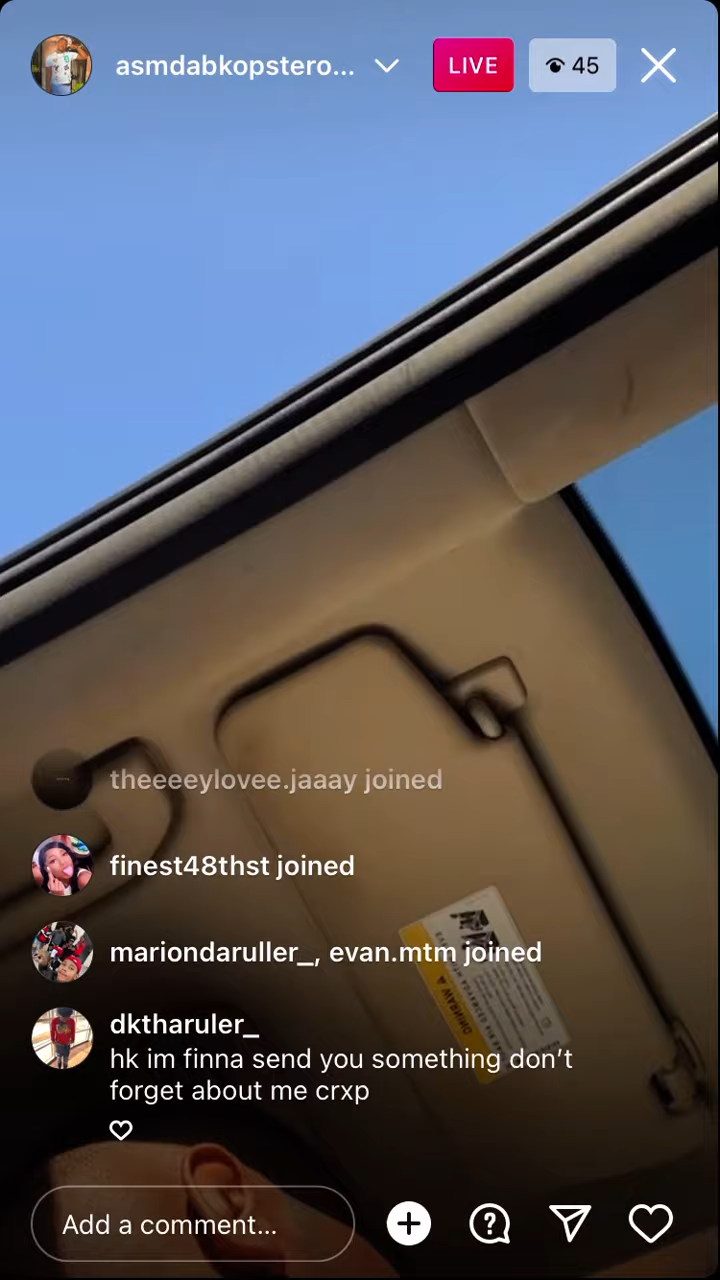 asmdabkopstero...
LIVE
45
theeeeylovee.jaaay joined
finest48thst joined
mariondaruller_, evan.mtm joined
dktharuler_
hk im finna send you something don't
forget about me crxp
Add a comment...
WARNING